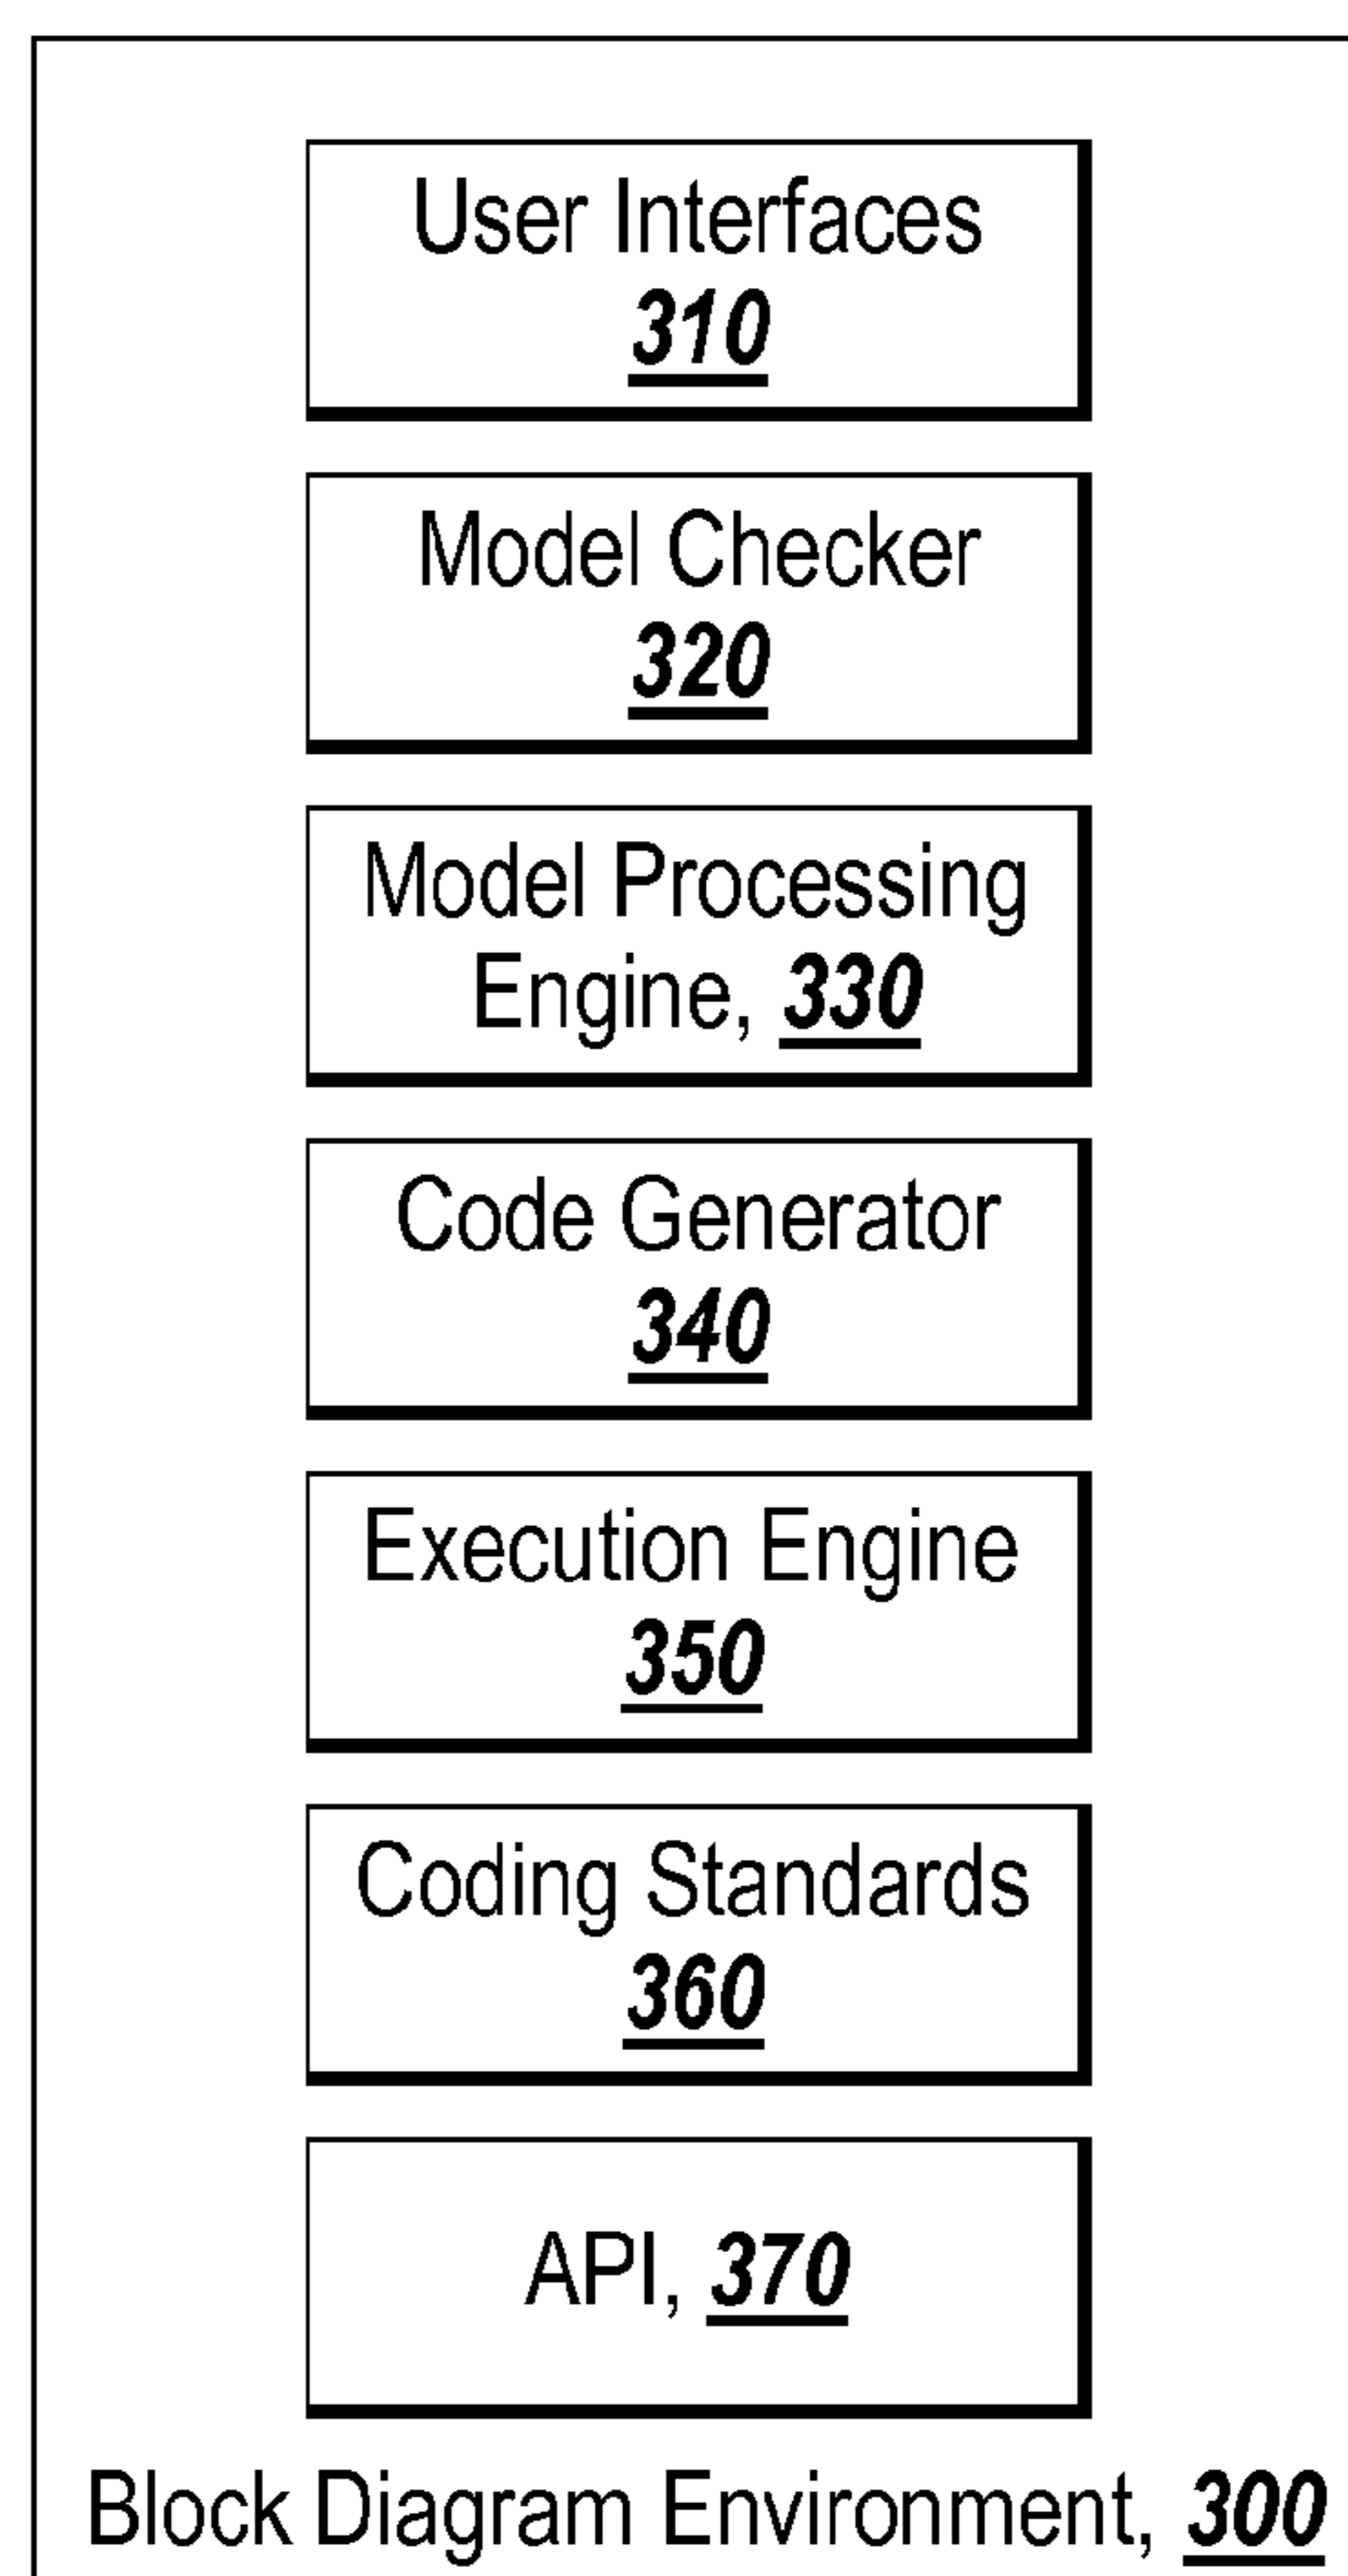 User Interfaces
310
Model Checker
320
Model Processing
Engine, 330
Code Generator
340
Execution Engine
350
Coding Standards
360
API, 370
Block Diagram Environment, 300